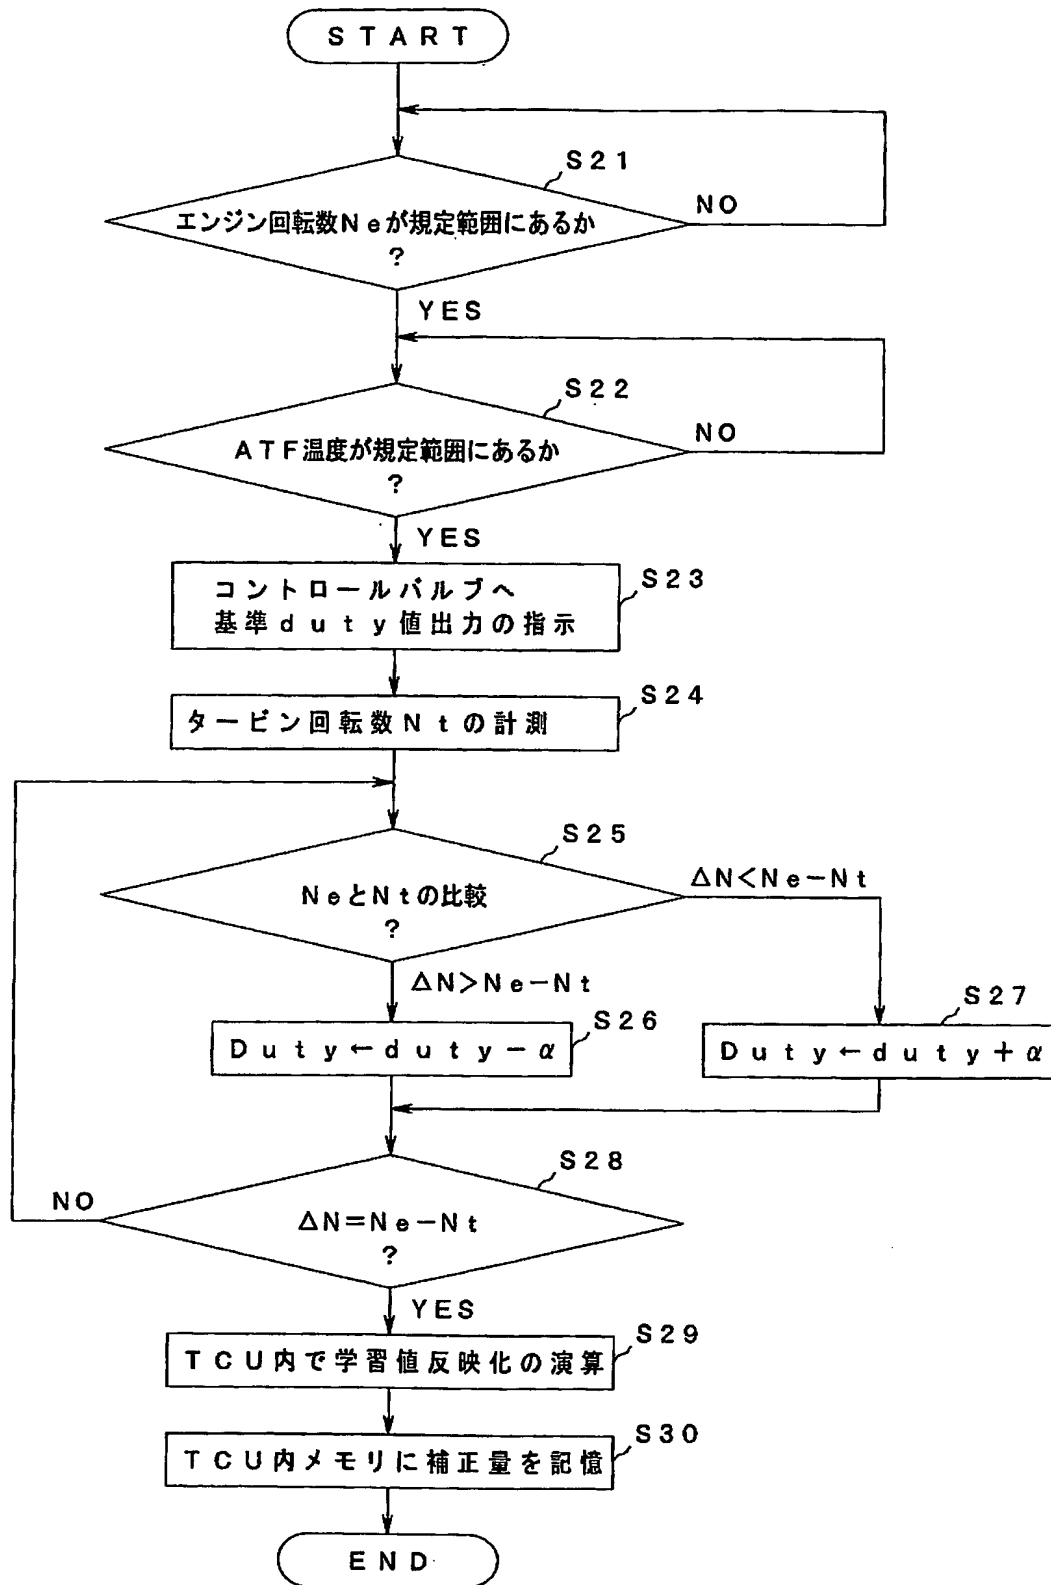 START
S21
エンジン回転数Neが規定範囲にあるか
?
NO
YES
S22
ATF温度が規定範囲にあるか
?
NO
YES
S23
コントロールバルブへ
基準duty値出力の指示
S24
タービン回転数Ntの計測
S25
NeとNtの比較
?
ΔN<Ne-Nt
ΔN>Ne-Nt
S26
Duty←duty-α
S27
Duty←duty+α
S28
ΔN=Ne-Nt
?
NO
YES
S29
TCU内で学習値反映化の演算
S30
TCU内メモリに補正量を記憶
END